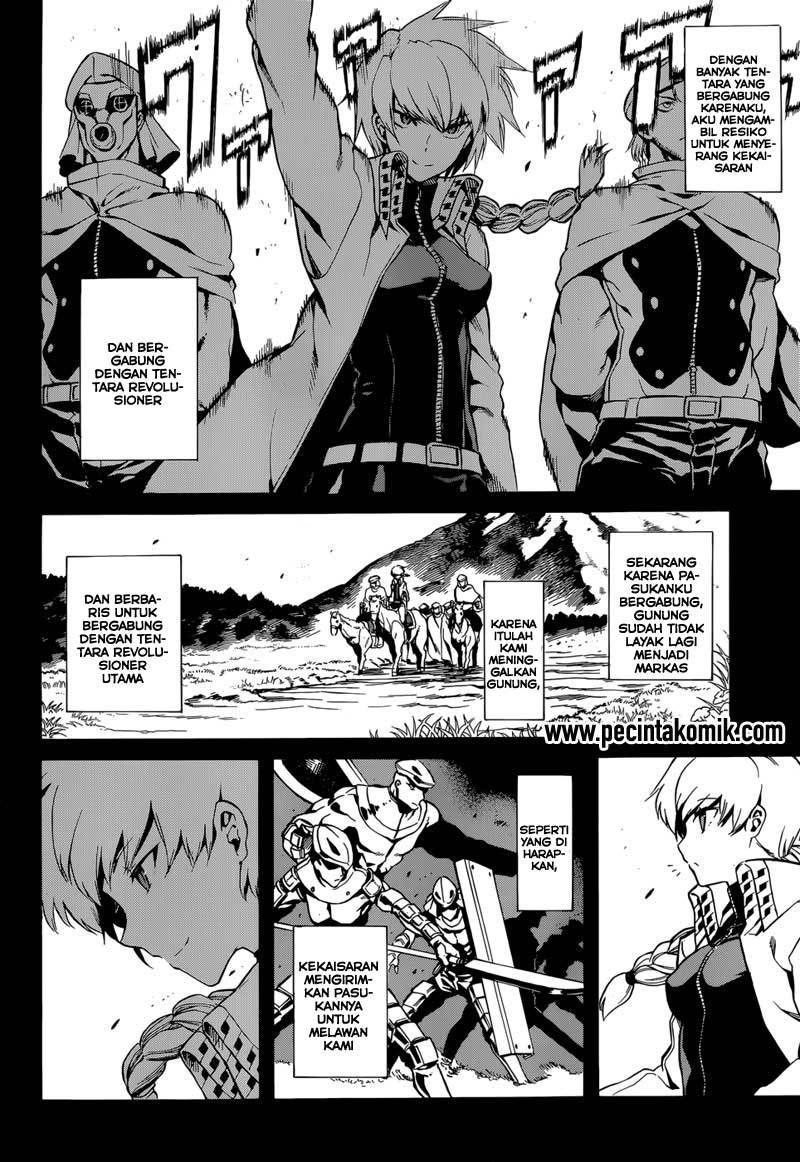 DENGAN
BANYAK TEN-
TARA YANG
BERGABUNG
KARENAKU,
AKU MENGAM-
BIL RESIKO
UNTUK MENYE-
RANG KEKAI-
SARAN
DAN BER-
GABUNG
DENGAN TEN-
TARA REVOLU-
SIONER
SEKARANG
KARENA PA-
SUKANKU
BERGABUNG,
GUNUNG
SUDAH TIDAK
LAYAK LAGI
MENJADI
MARKAS
KARENA
ITULAH
KAMI
MENING-
GALKAN
GUNUNG,
DAN BERBA-
RIS UNTUK
BERGABUNG
DENGAN TEN-
TARA REVOLU-
SIONER
UTAMA
www.pecintakomik.com
SEPERTI
YANG DI
HARAP-
KAN,
KEKAISARAN
MENGIRIM-
KAN PASU-
KANNYA
UNTUK
MELAWAN
KAMI